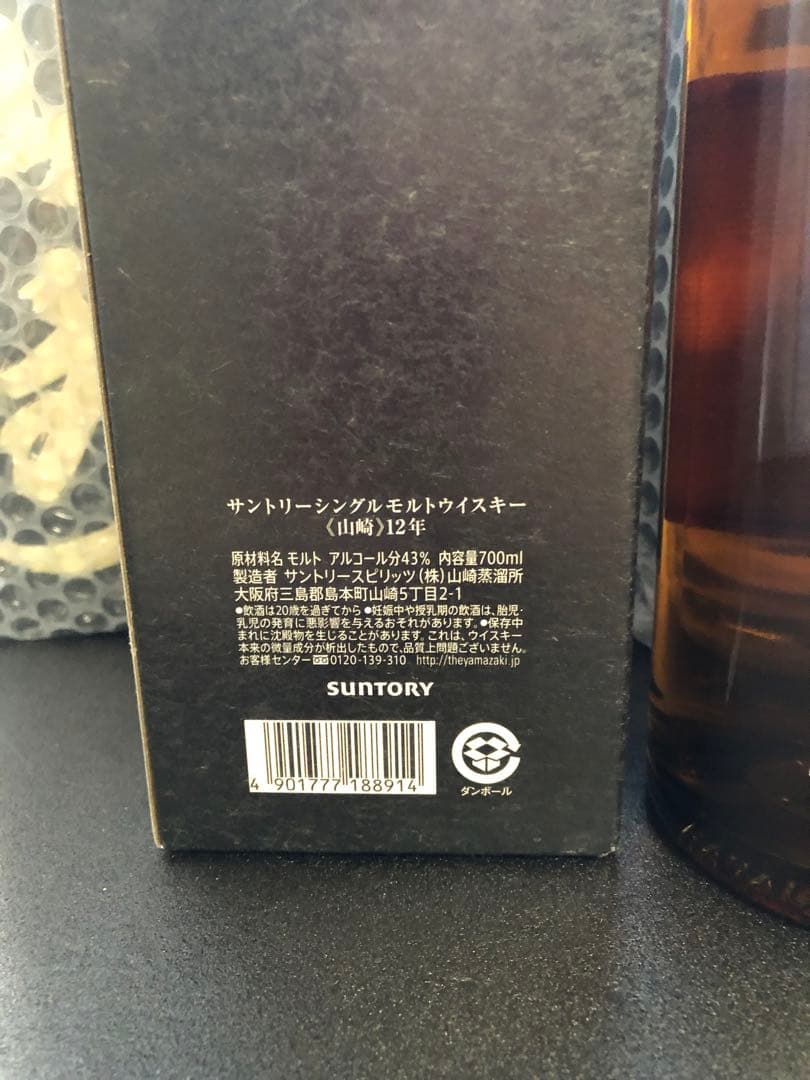 サントリーシングルモルトウイスキー
《山崎》12年
原材料名 モルト アルコール分43% 内容量700ml
製造者 サントリースピリッツ(株)山崎蒸溜所
大阪府三島郡島本町山崎5丁目2-1
●飲酒は20歳を過ぎてから ●妊娠中や授乳期の飲酒は、胎児・
乳児の発育に悪影響を与えるおそれがあります。●保存中
まれに沈殿物を生じることがあります。これは、ウイスキー
本来の微量成分が析出したもので、品質上問題ございません。
お客様センター 0120-139-310 http://theyamazaki.jp
SUNTORY
4 901777 188914
ダンボール